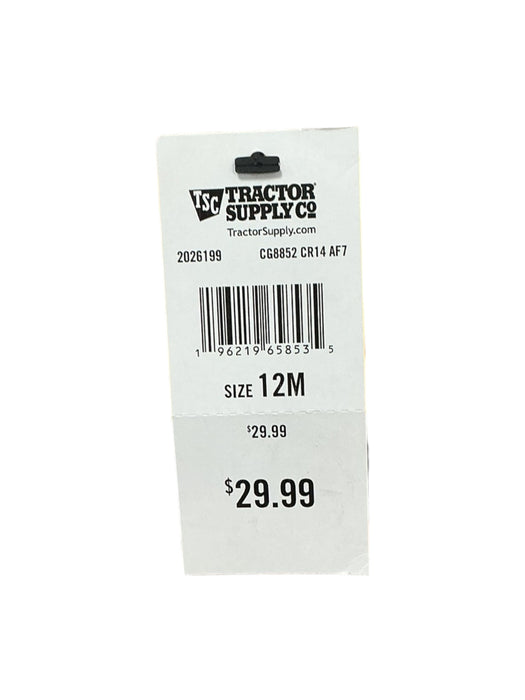 TSC TRACTOR
SUPPLY CO
TractorSupply.com
2026199 CG8852 CR14 AF7
1 96219 65853 5
SIZE 12M
$29.99
$29.99